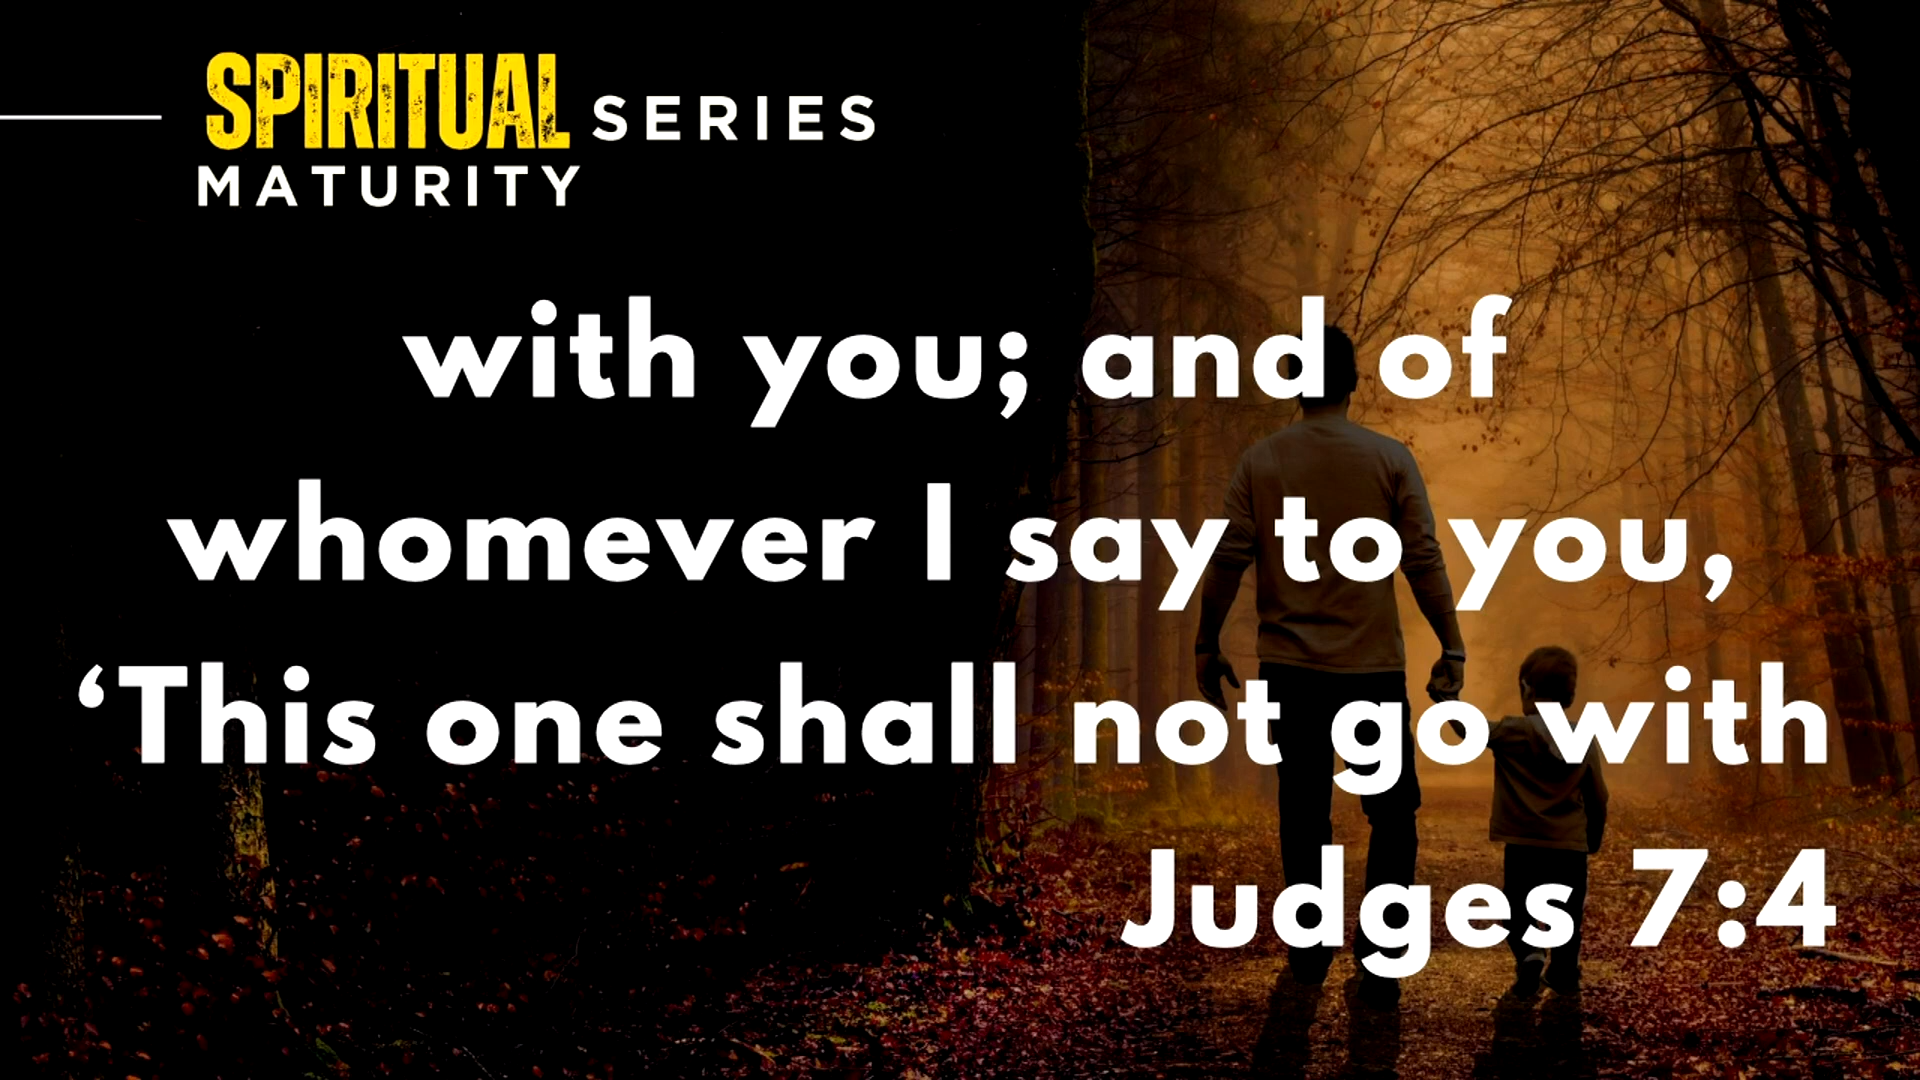 SPIRITUAL SERIES
MATURITY
with you; and of
whomever I say to you,
‘This one shall not go with
Judges 7:4